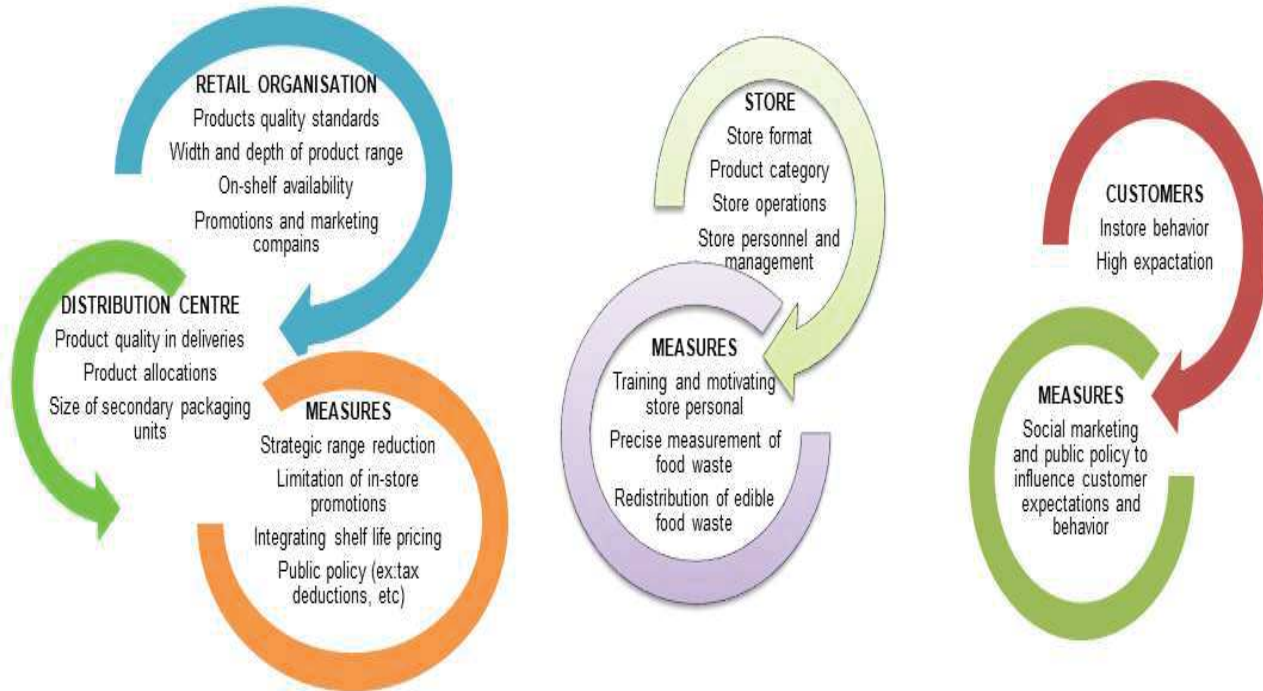 RETAIL ORGANISATION
Products quality standards
Width and depth of product range
On-shelf availability
Promotions and marketing
compains
DISTRIBUTION CENTRE
Product quality in deliveries
Product allocations
Size of secondary packaging
units
MEASURES
Strategic range reduction
Limitation of in-store
promotions
Integrating shelf life pricing
Public policy (ex:tax
deductions, etc)
STORE
Store format
Product category
Store operations
Store personnel and
management
MEASURES
Training and motivating
store personal
Precise measurement of
food waste
Redistribution of edible
food waste
CUSTOMERS
Instore behavior
High expactation
MEASURES
Social marketing
and public policy to
influence customer
expectations and
behavior